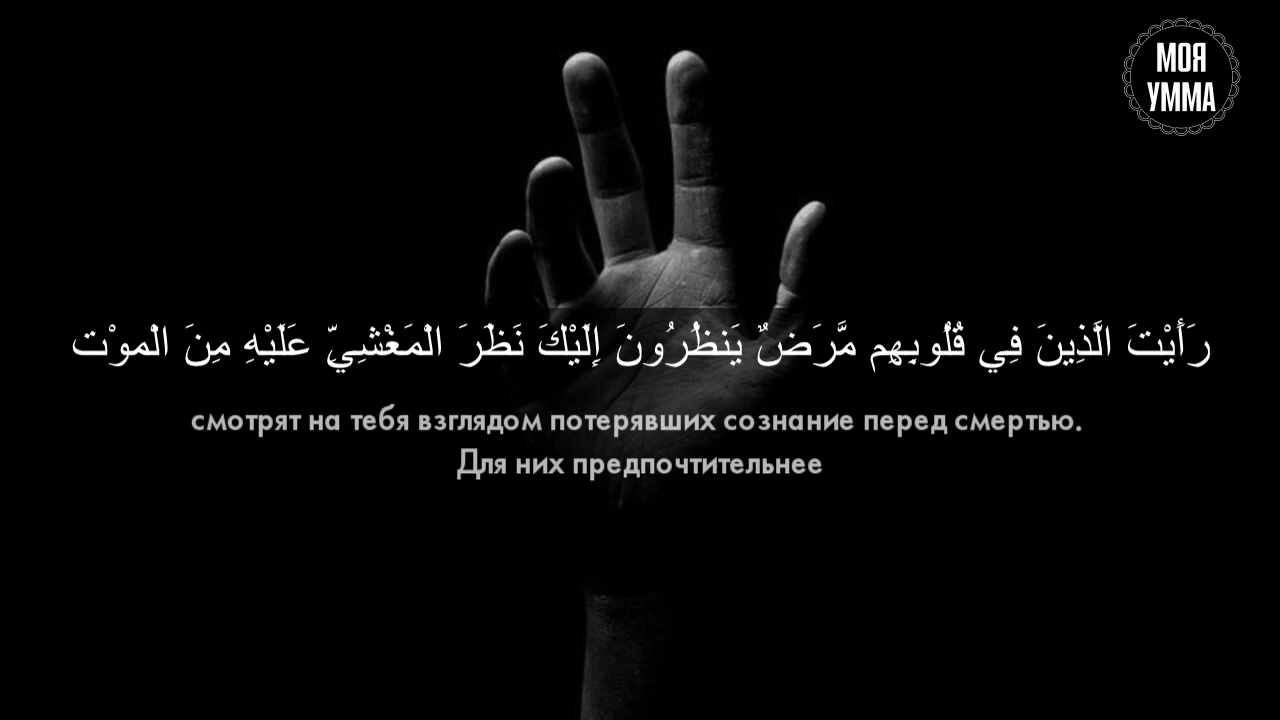 МОЯ
УММА
رَأَيْتَ الَّذِينَ فِي قُلُوبِهِم مَّرَضٌ يَنظُرُونَ إِلَيْكَ نَظَرَ الْمَغْشِيِّ عَلَيْهِ مِنَ الْموْت
смотрят на тебя взглядом потерявших сознание перед смертью.
Для них предпочтительнее